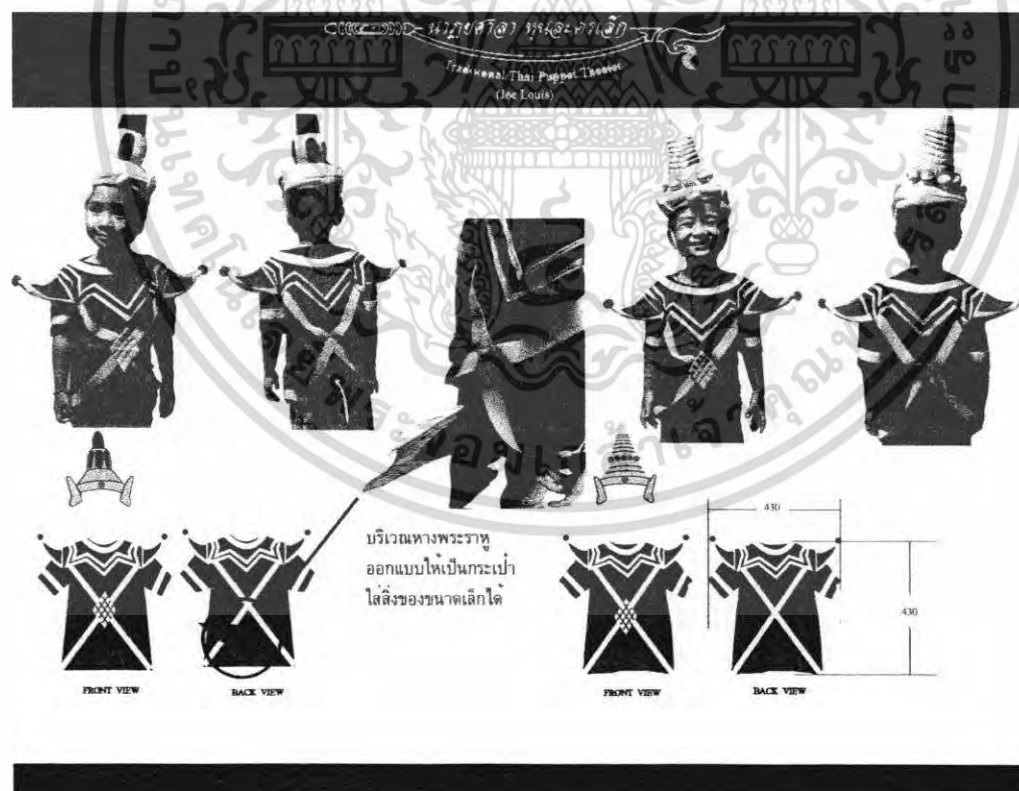 นาฏยศาลา หุ่นละครเล็ก
Traditional Thai Puppet Theater
(Joe Louis)
บริเวณหางพระราหู
ออกแบบให้เป็นกระเป๋า
ใส่สิ่งของขนาดเล็กได้
430
430
FRONT VIEW
BACK VIEW
FRONT VIEW
BACK VIEW